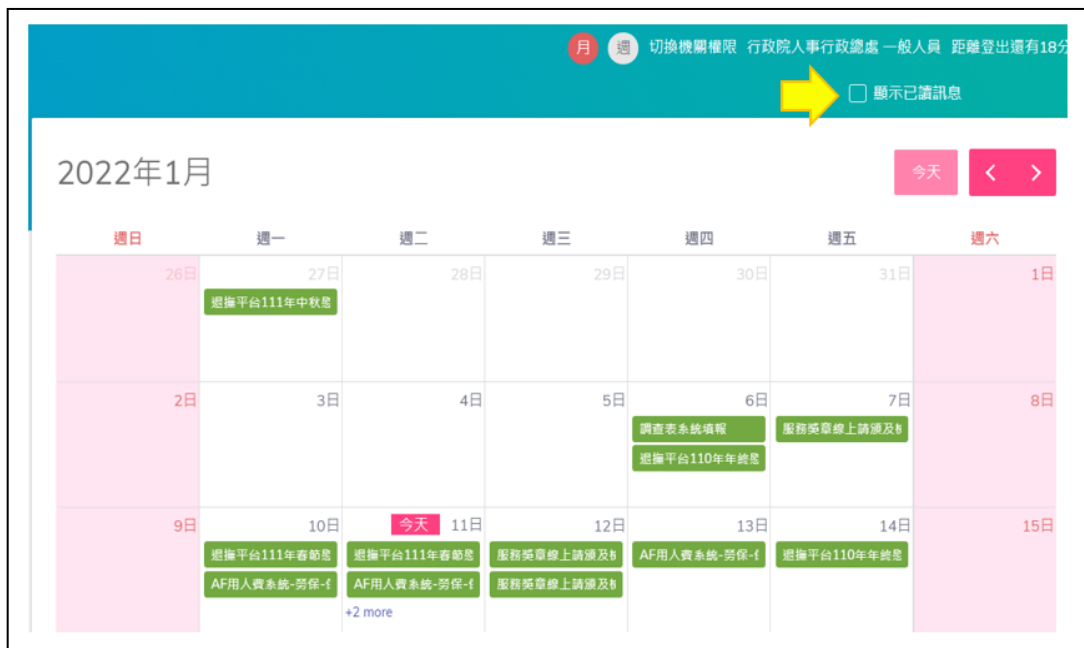 月 週 切換機關權限 行政院人事行政總處 一般人員 距離登出還有18分
顯示已讀訊息
2022年1月
今天 < >
週日 週一 週二 週三 週四 週五 週六
26日 27日 28日 29日 30日 31日 1日
退撫平台111年中秋慰
2日 3日 4日 5日 6日 7日 8日
調查表系統填報 服務獎章線上請頒及
退撫平台110年年終慰
9日 10日 今天 11日 12日 13日 14日 15日
退撫平台111年春節慰 退撫平台111年春節慰 服務獎章線上請頒及 AF用人費系統-勞保- 退撫平台110年年終慰
AF用人費系統-勞保- AF用人費系統-勞保- 服務獎章線上請頒及
+2 more